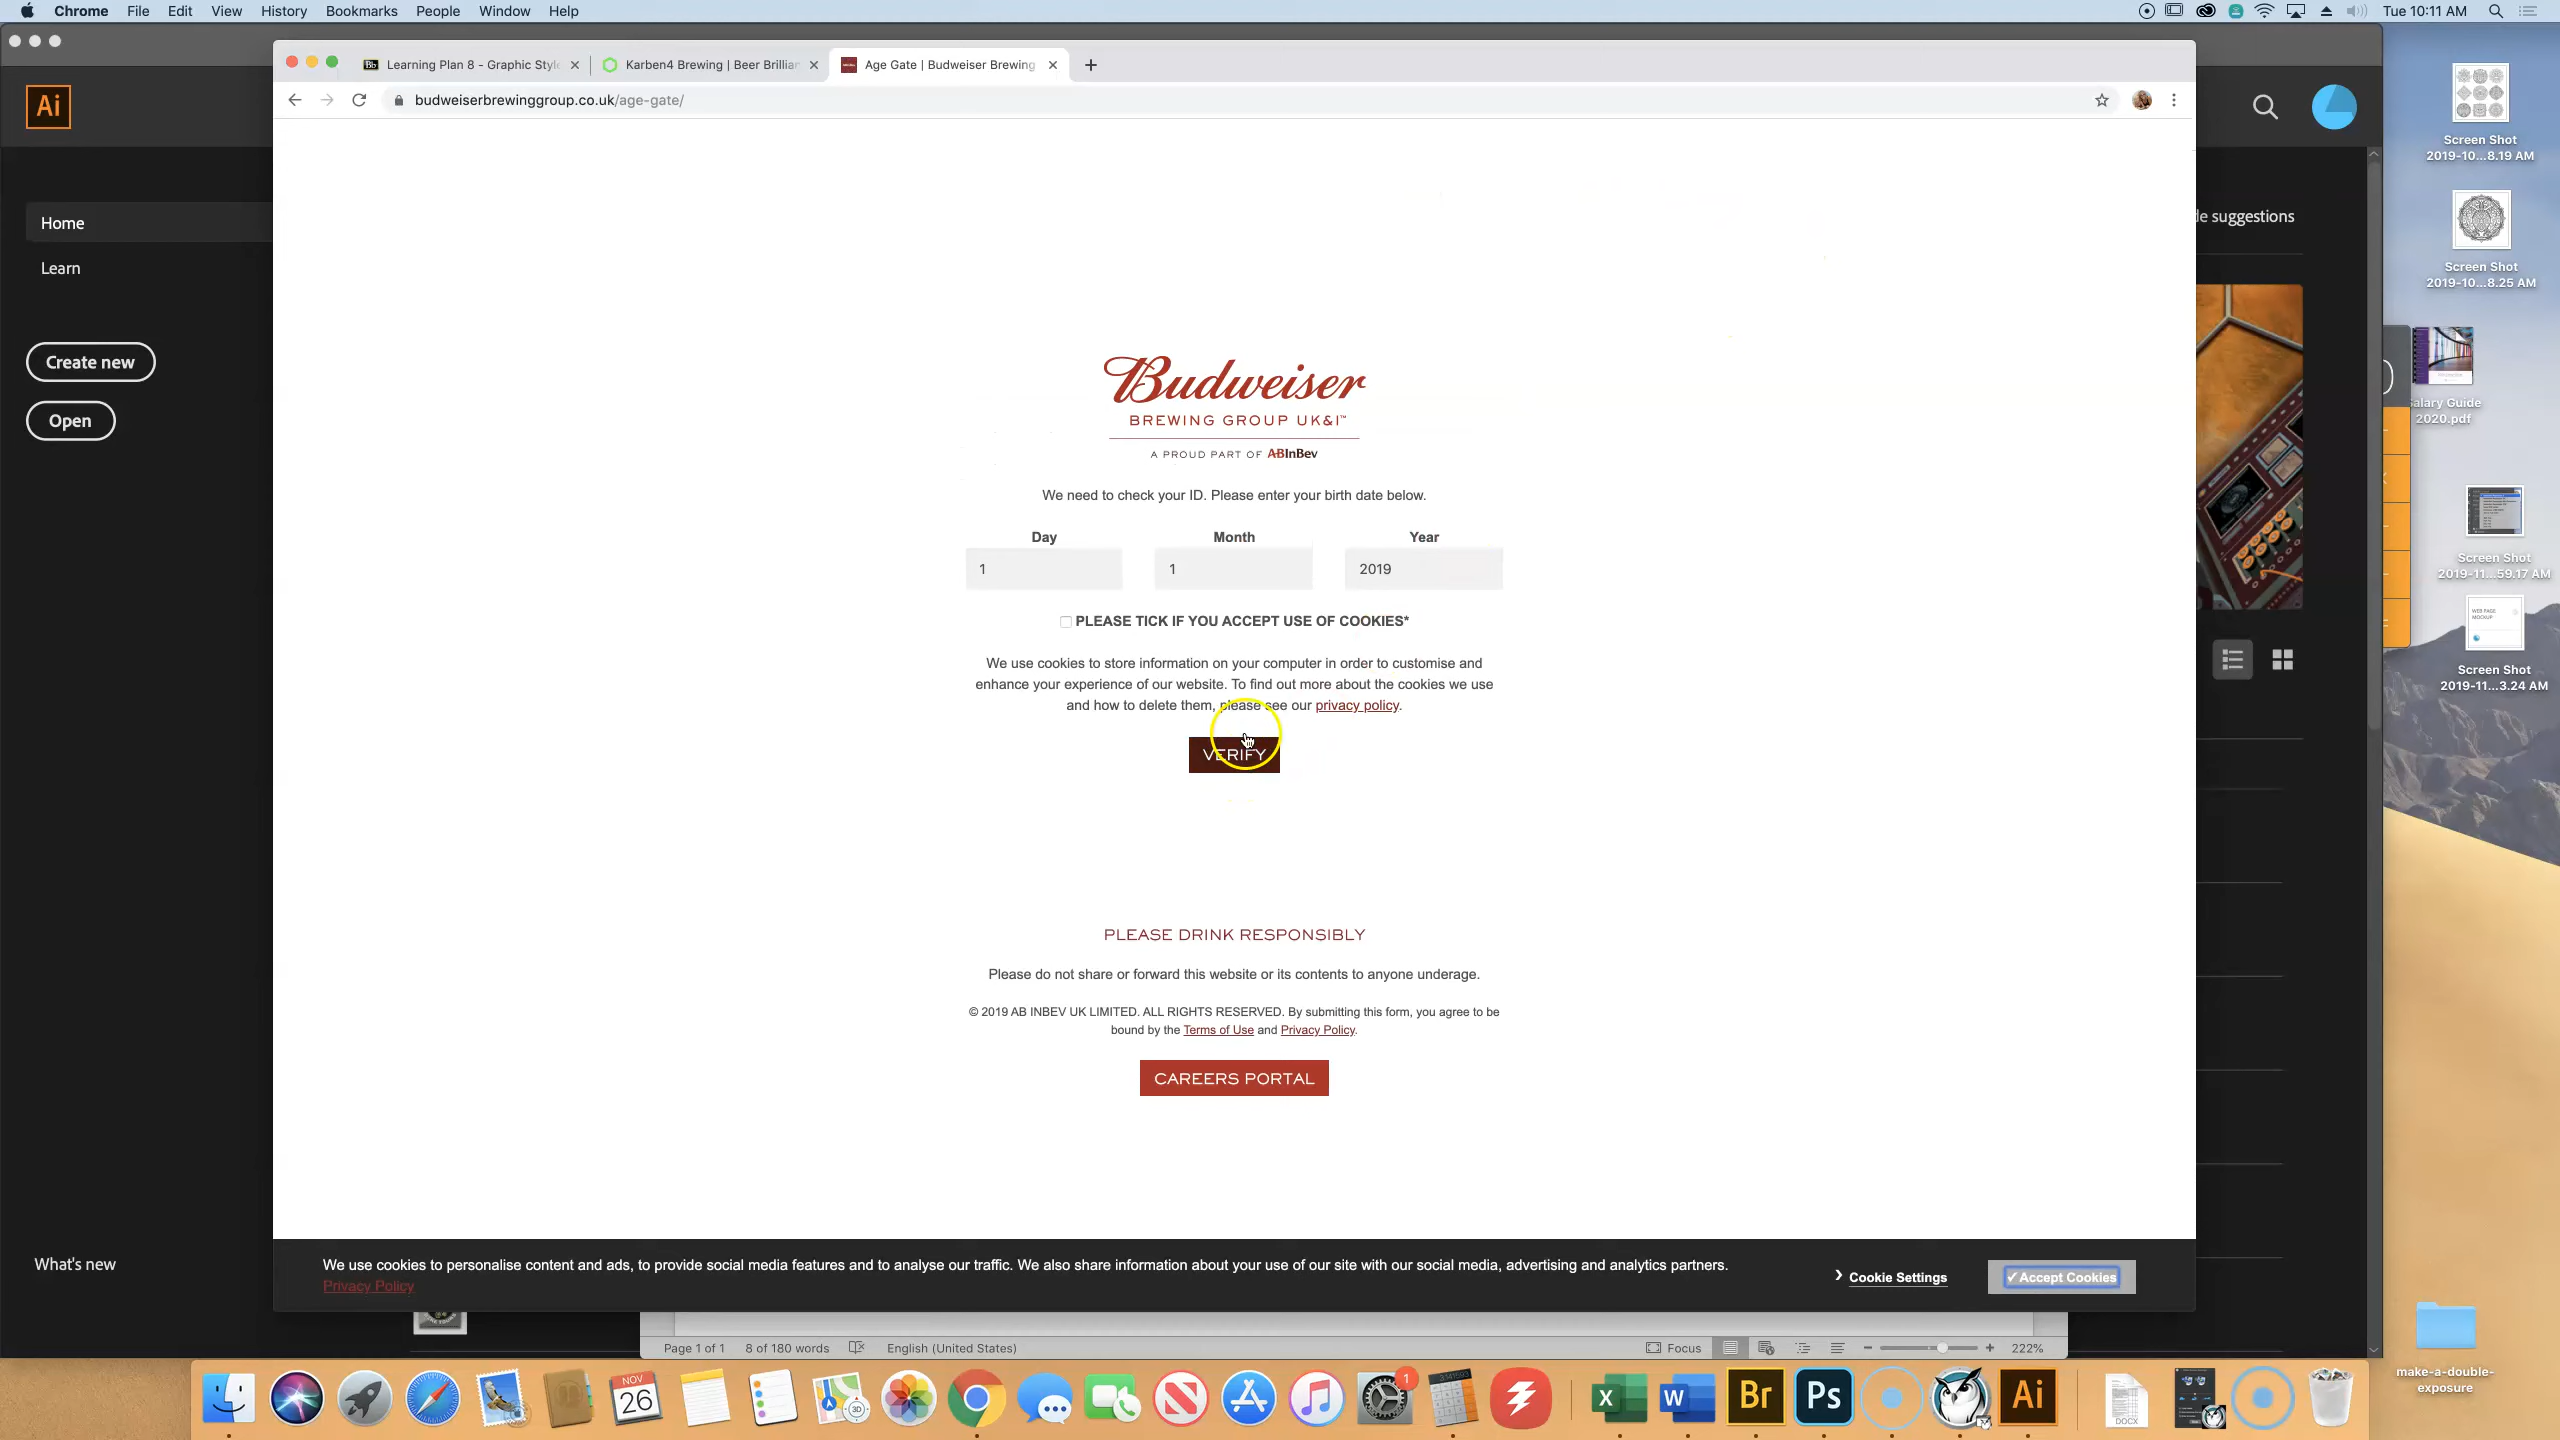 Chrome File Edit View History Bookmarks People Window Help
Tue 10:11 AM
Learning Plan 8 - Graphic Styl
Karben4 Brewing | Beer Brillian
Age Gate | Budweiser Brewing
budweiserbrewinggroup.co.uk/age-gate/
Ai
Home
Learn
Create new
Open
What's new
de suggestions
Budweiser
BREWING GROUP UK&I™
A PROUD PART OF ABInBev
We need to check your ID. Please enter your birth date below.
Day Month Year
1 1 2019
PLEASE TICK IF YOU ACCEPT USE OF COOKIES*
We use cookies to store information on your computer in order to customise and
enhance your experience of our website. To find out more about the cookies we use
and how to delete them, please see our privacy policy.
VERIFY
PLEASE DRINK RESPONSIBLY
Please do not share or forward this website or its contents to anyone underage.
© 2019 AB INBEV UK LIMITED. ALL RIGHTS RESERVED. By submitting this form, you agree to be
bound by the Terms of Use and Privacy Policy.
CAREERS PORTAL
We use cookies to personalise content and ads, to provide social media features and to analyse our traffic. We also share information about your use of our site with our social media, advertising and analytics partners.
Privacy Policy
Cookie Settings
✓Accept Cookies
Screen Shot
2019-10...8.19 AM
Screen Shot
2019-10...8.25 AM
Salary Guide
2020.pdf
Screen Shot
2019-11...59.17 AM
WEB PAGE
MOCKUP
Screen Shot
2019-11...3.24 AM
make-a-double-
exposure
Page 1 of 1 8 of 180 words English (United States) Focus 222%
NOV
26
3D
1
X
W
Br
Ps
Ai
DOCX